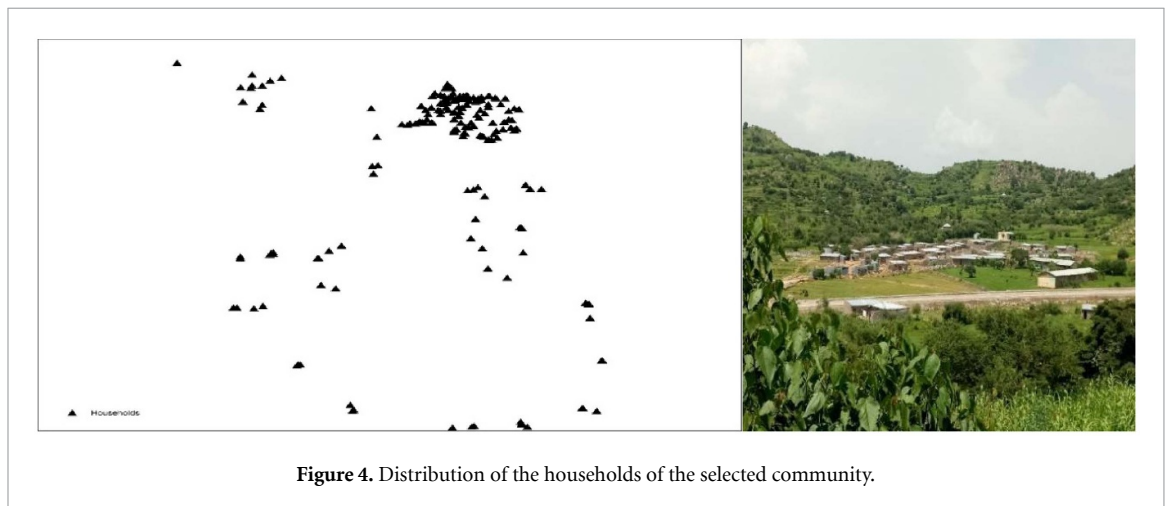 Households
Figure 4. Distribution of the households of the selected community.